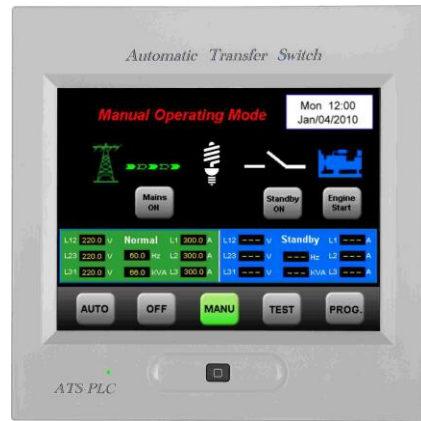 Automatic Transfer Switch
Manual Operating Mode
Mon 12:00
Jan/04/2010
Mains
ON
Standby
ON
Engine
Start
L12 220.0 V Normal L1 300.0 A
L23 220.0 V 60.0 Hz L2 300.0 A
L31 220.0 V 66.0 KVA L3 300.0 A
L12 --- V Standby L1 --- A
L23 --- V --- Hz L2 --- A
L31 --- V --- KVA L3 --- A
AUTO OFF MANU TEST PROG.
ATS-PLC